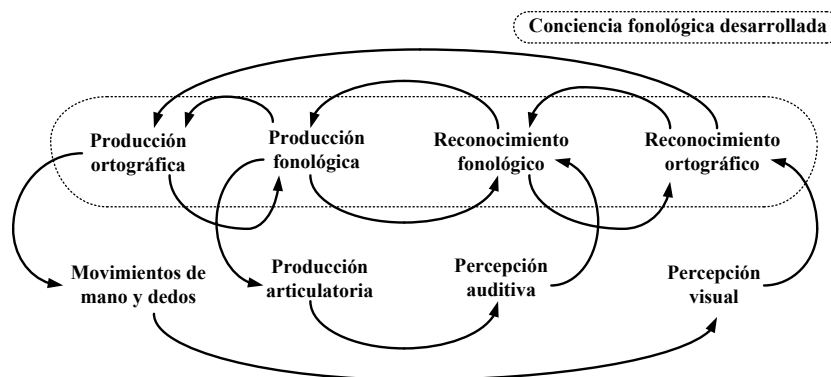 Conciencia fonológica desarrollada
Producción
ortográfica
Producción
fonológica
Reconocimiento
fonológico
Reconocimiento
ortográfico
Movimientos de
mano y dedos
Producción
articulatoria
Percepción
auditiva
Percepción
visual